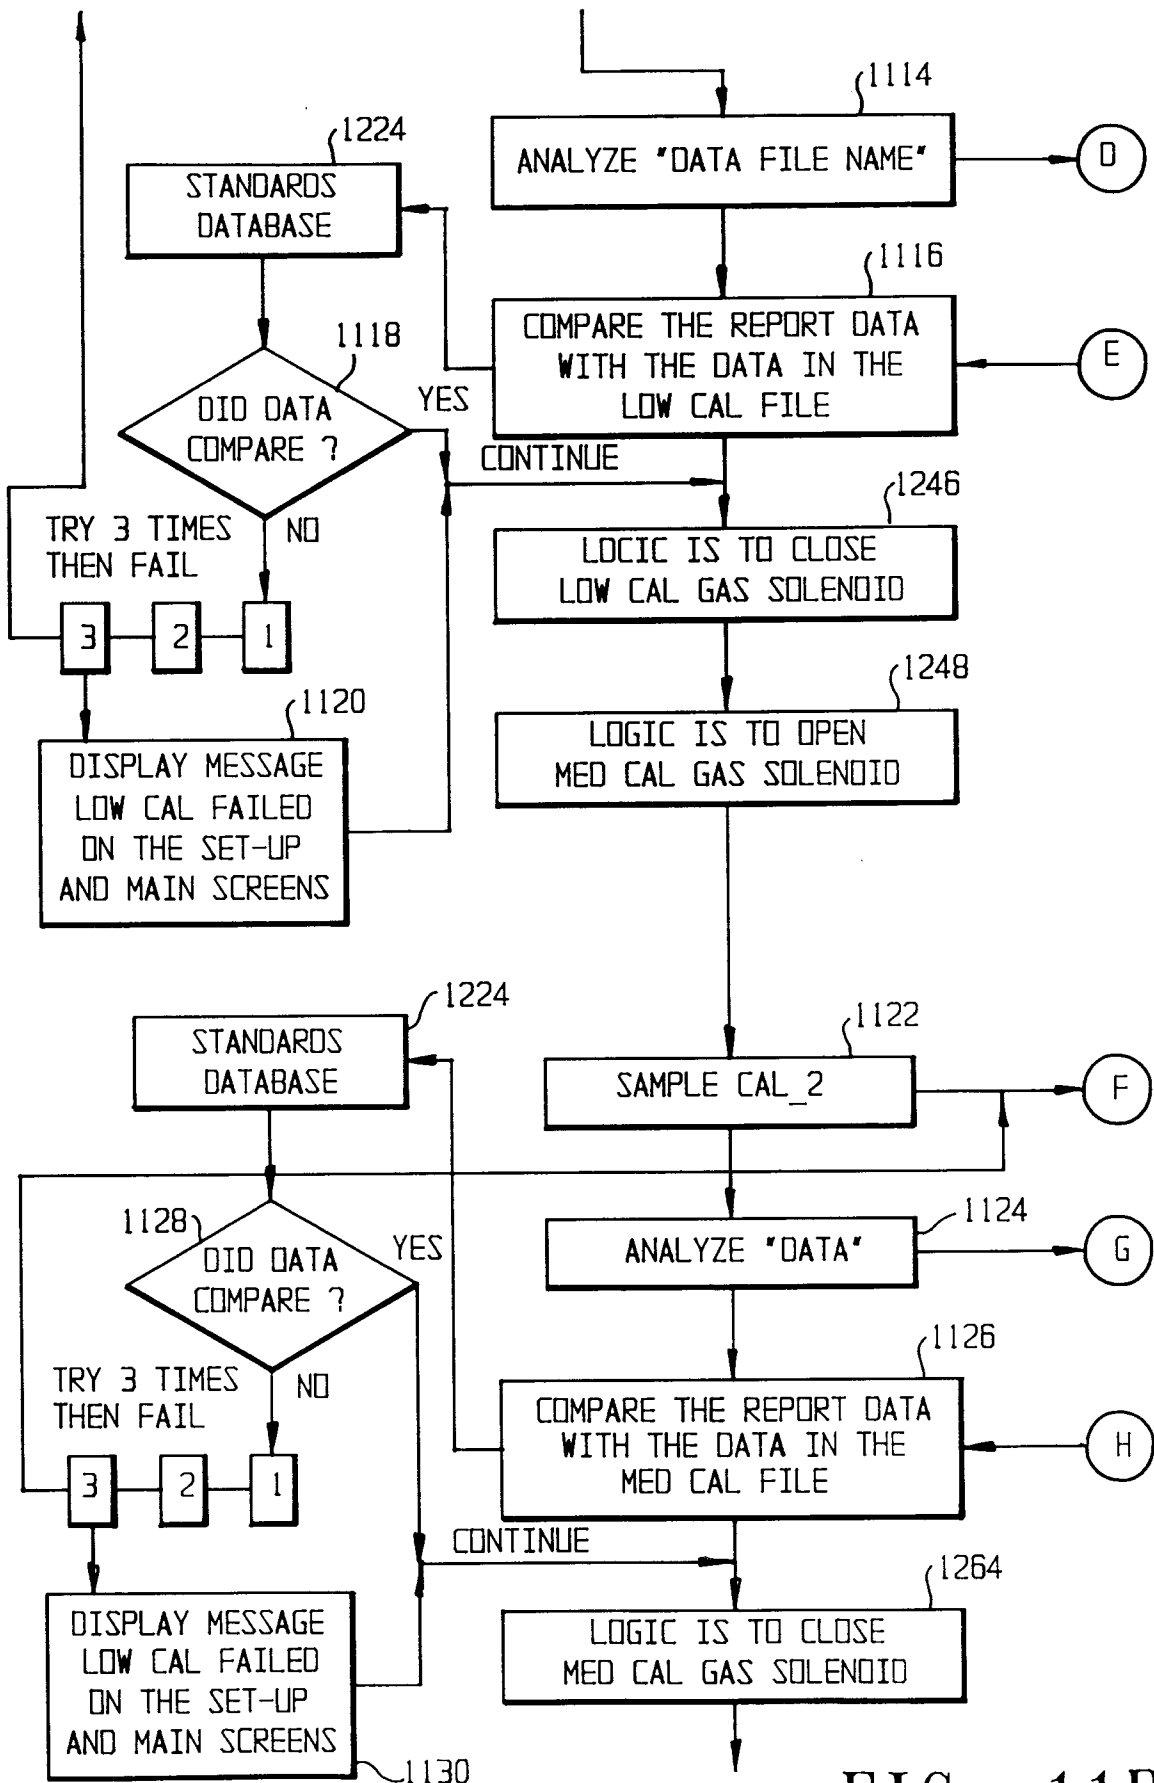 1114
ANALYZE "DATA FILE NAME"
D
1224
STANDARDS
DATABASE
1116
COMPARE THE REPORT DATA
WITH THE DATA IN THE
LOW CAL FILE
E
1118
DID DATA
COMPARE ?
YES
CONTINUE
NO
TRY 3 TIMES
THEN FAIL
3
2
1
1246
LOCIC IS TO CLOSE
LOW CAL GAS SOLENOID
1248
LOGIC IS TO OPEN
MED CAL GAS SOLENOID
1120
DISPLAY MESSAGE
LOW CAL FAILED
ON THE SET-UP
AND MAIN SCREENS
1224
STANDARDS
DATABASE
1122
SAMPLE CAL_2
F
1128
DID DATA
COMPARE ?
YES
1124
ANALYZE "DATA"
G
1126
COMPARE THE REPORT DATA
WITH THE DATA IN THE
MED CAL FILE
H
TRY 3 TIMES
THEN FAIL
NO
3
2
1
CONTINUE
1264
LOGIC IS TO CLOSE
MED CAL GAS SOLENOID
DISPLAY MESSAGE
LOW CAL FAILED
ON THE SET-UP
AND MAIN SCREENS
1130